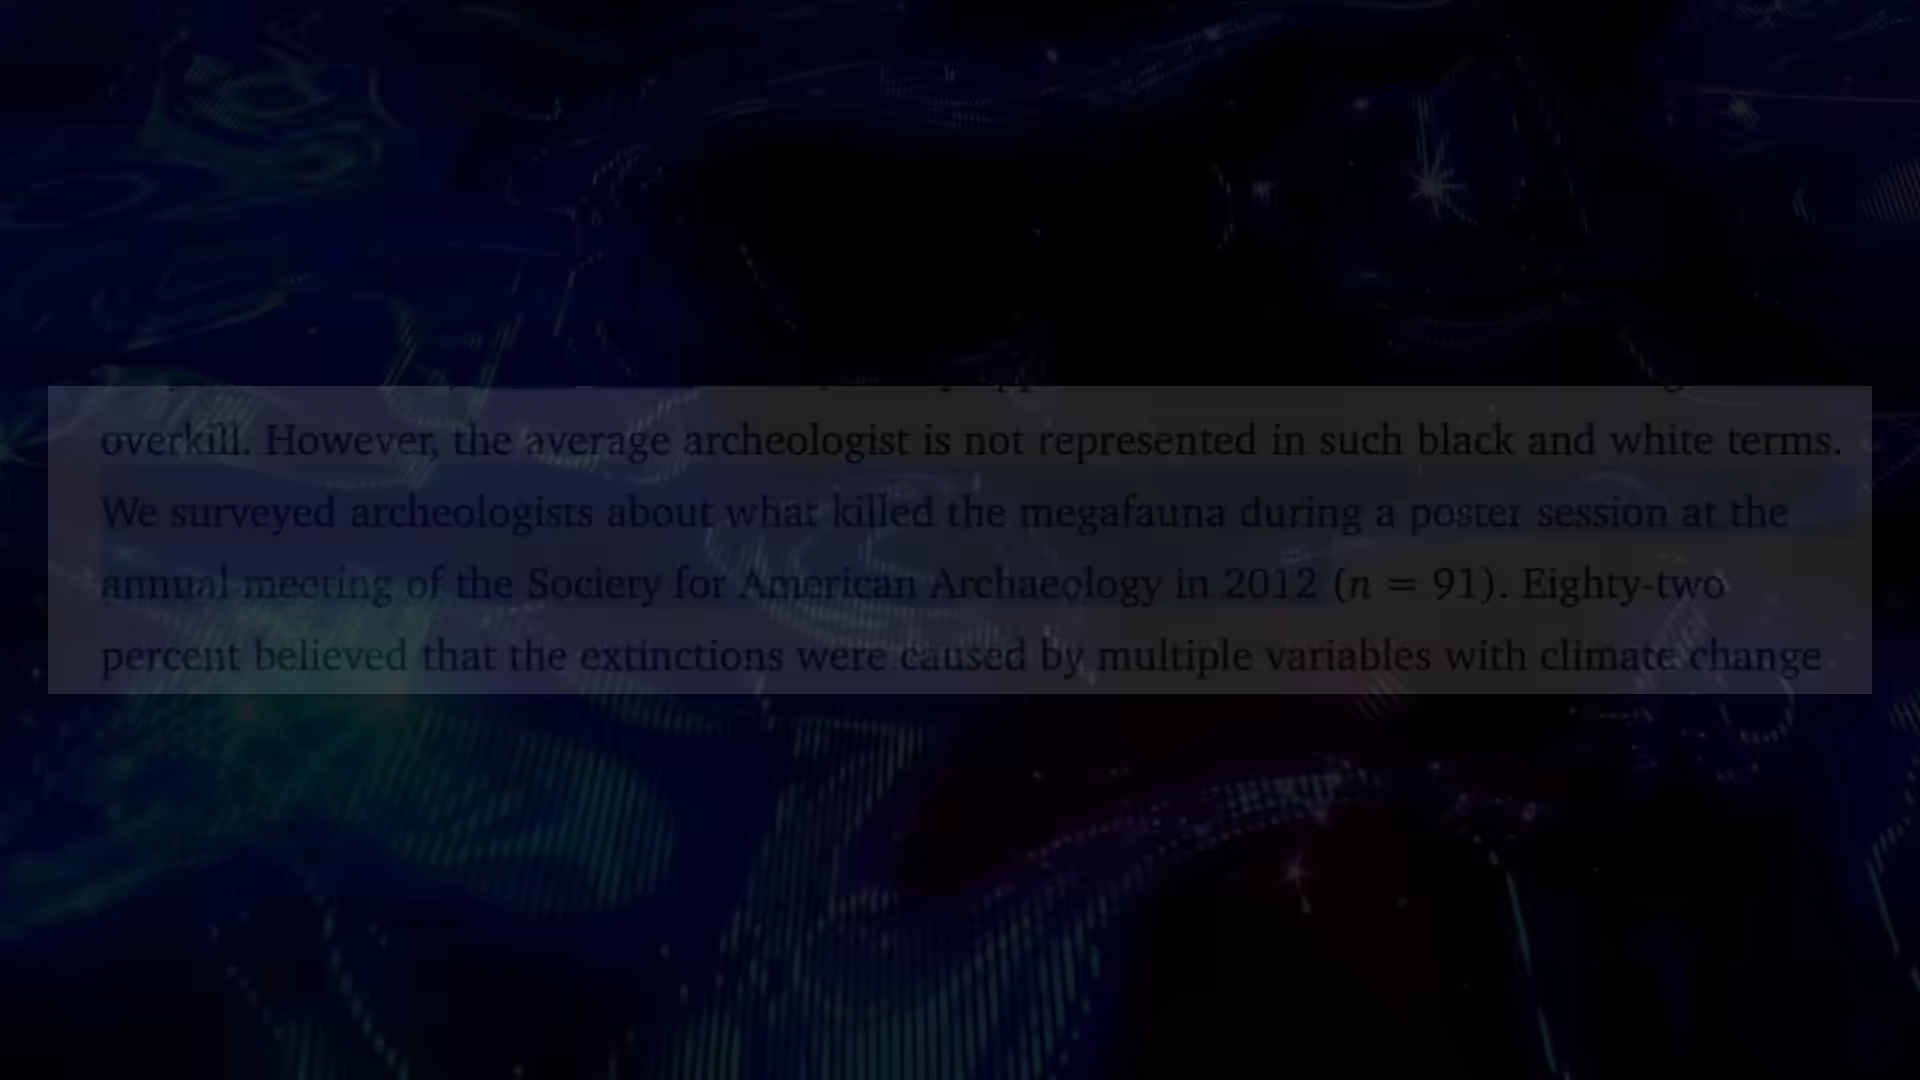 overkill. However, the average archeologist is not represented in such black and white terms.
We surveyed archeologists about what killed the megafauna during a poster session at the
annual meeting of the Society for American Archaeology in 2012 (n = 91). Eighty-two
percent believed that the extinctions were caused by multiple variables with climate change